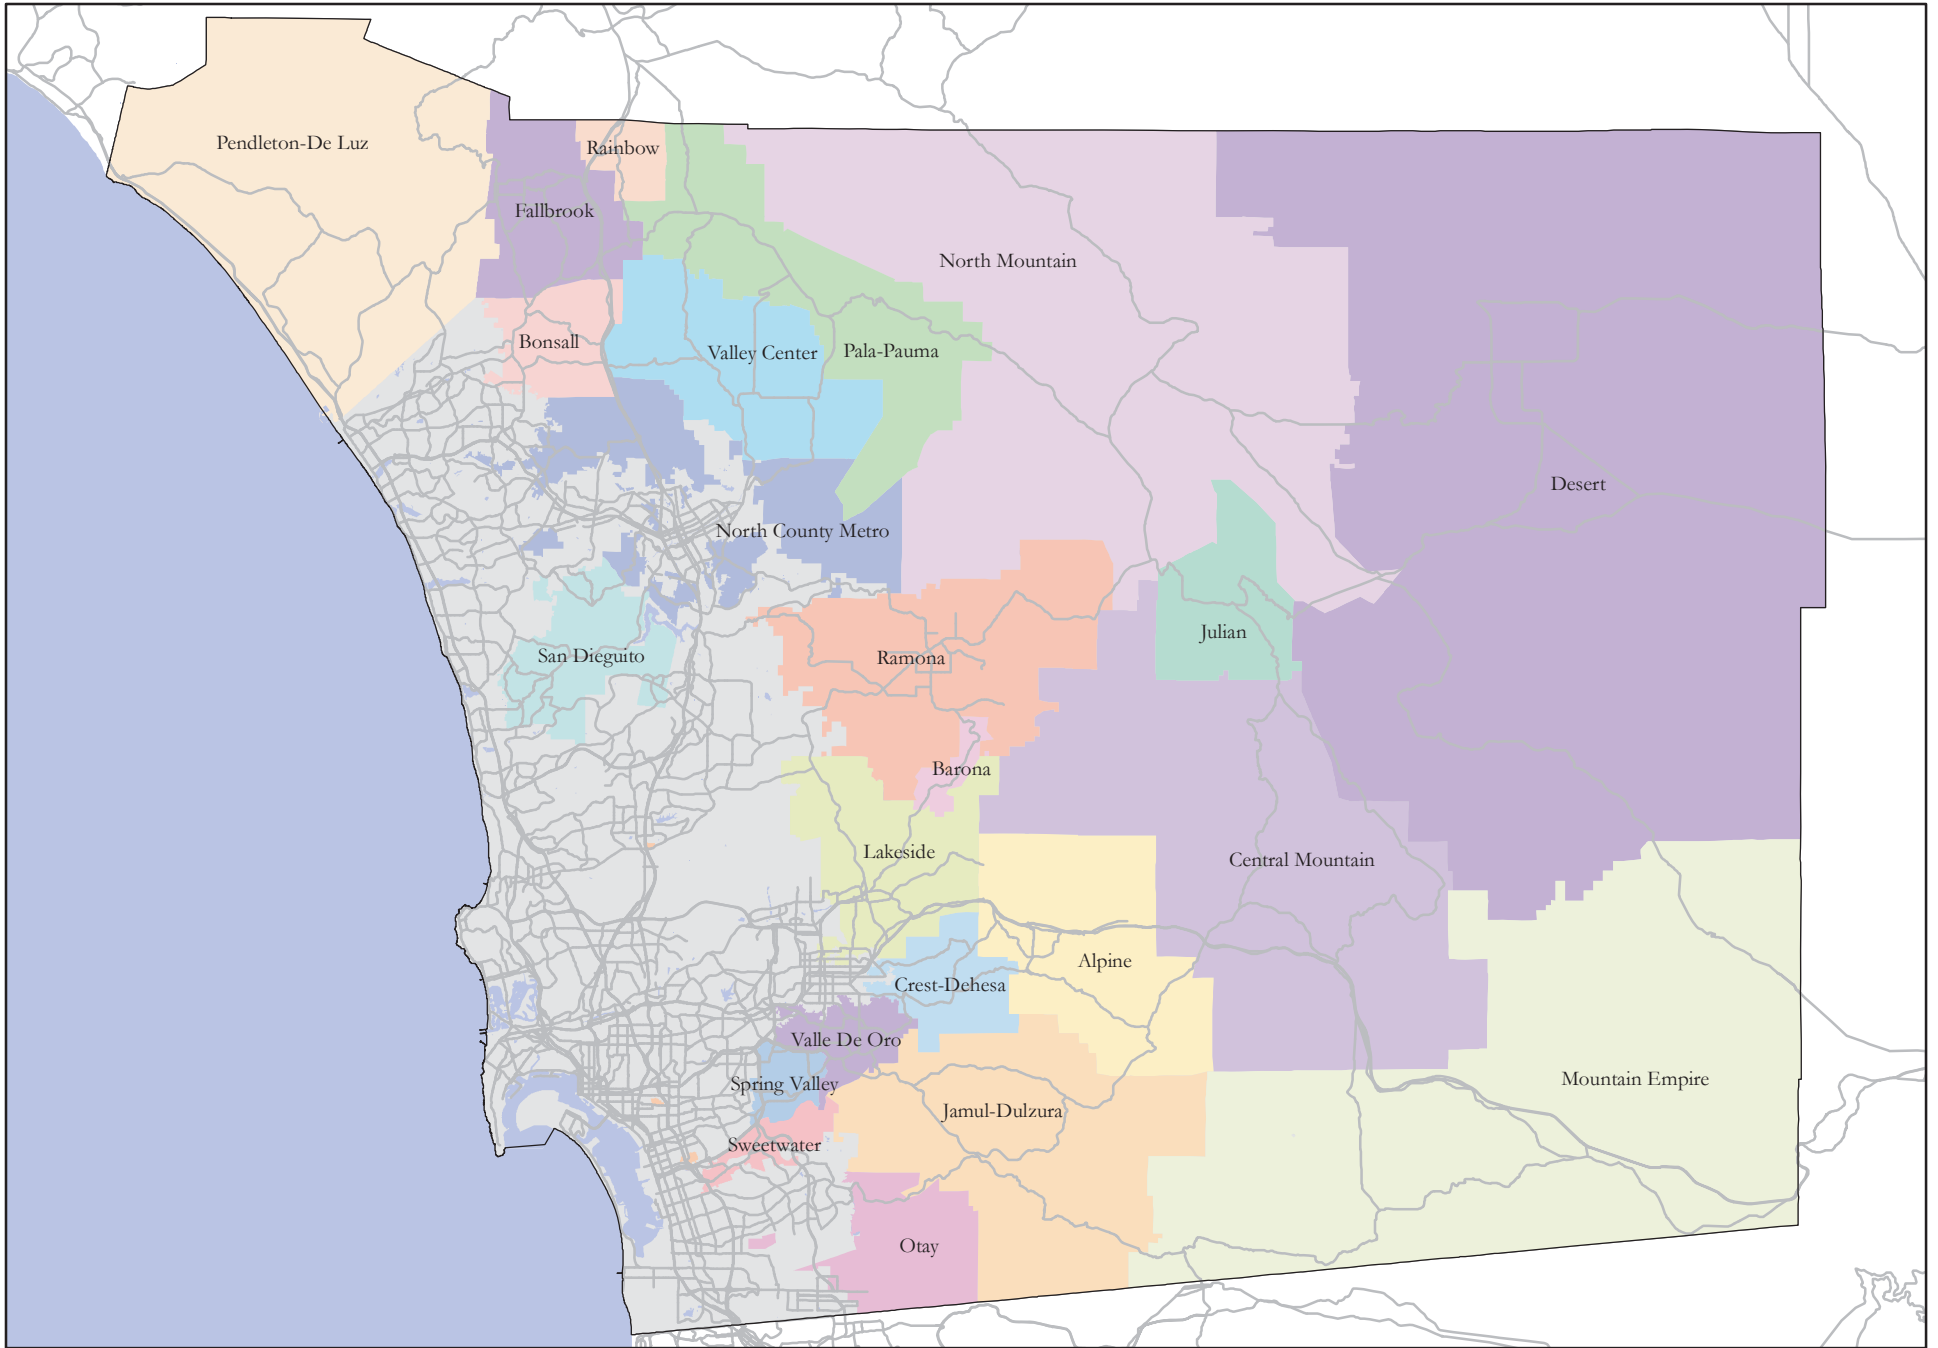 Pendleton-De Luz
Rainbow
Fallbrook
North Mountain
Bonsall
Valley Center
Pala-Pauma
Desert
North County Metro
Julian
San Dieguito
Ramona
Barona
Lakeside
Central Mountain
Alpine
Crest-Dehesa
Valle De Oro
Mountain Empire
Spring Valley
Jamul-Dulzura
Sweetwater
Otay